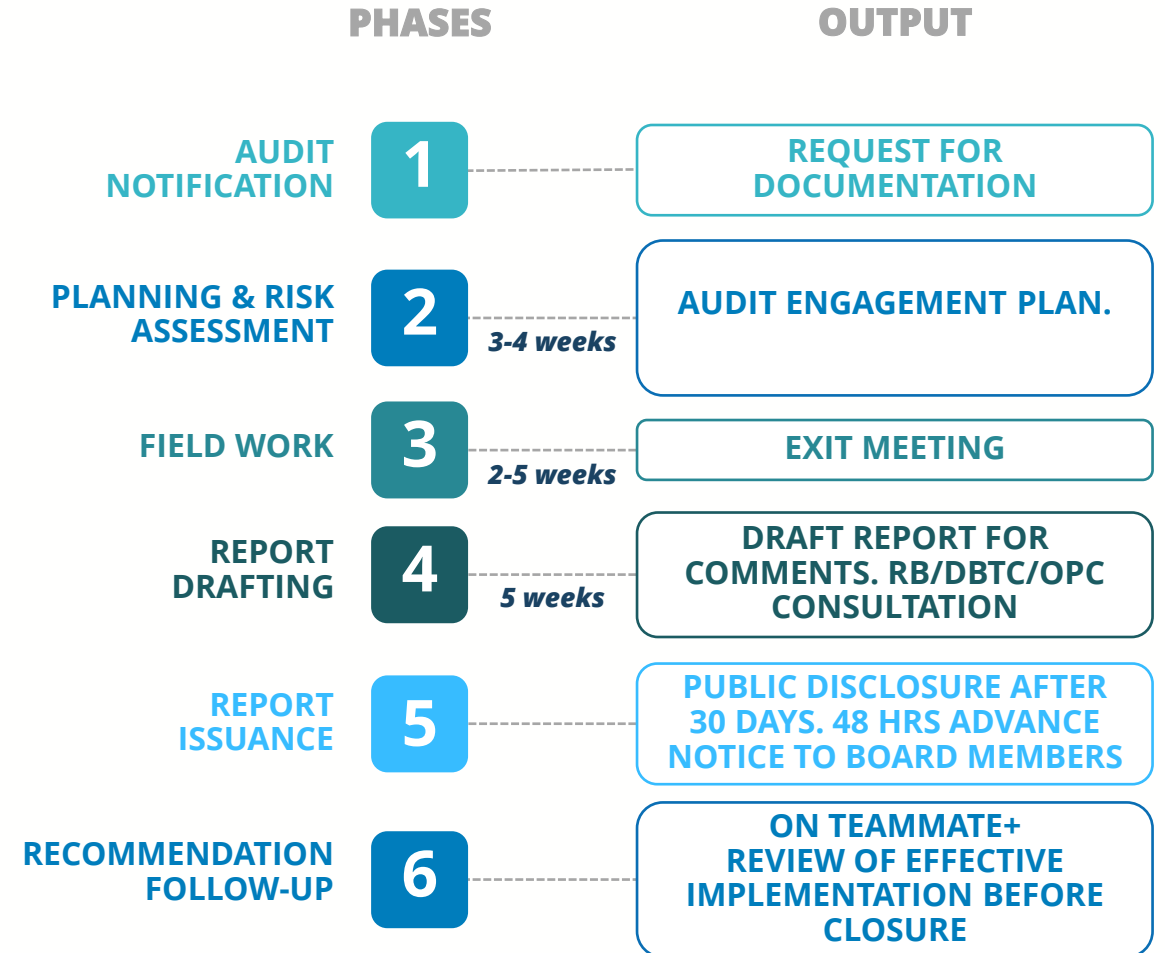 PHASES
OUTPUT
AUDIT
NOTIFICATION
1
REQUEST FOR
DOCUMENTATION
PLANNING & RISK
ASSESSMENT
2
3-4 weeks
AUDIT ENGAGEMENT PLAN.
FIELD WORK
3
2-5 weeks
EXIT MEETING
REPORT
DRAFTING
4
5 weeks
DRAFT REPORT FOR
COMMENTS. RB/DBTC/OPC
CONSULTATION
REPORT
ISSUANCE
5
PUBLIC DISCLOSURE AFTER
30 DAYS. 48 HRS ADVANCE
NOTICE TO BOARD MEMBERS
RECOMMENDATION
FOLLOW-UP
6
ON TEAMMATE+
REVIEW OF EFFECTIVE
IMPLEMENTATION BEFORE
CLOSURE